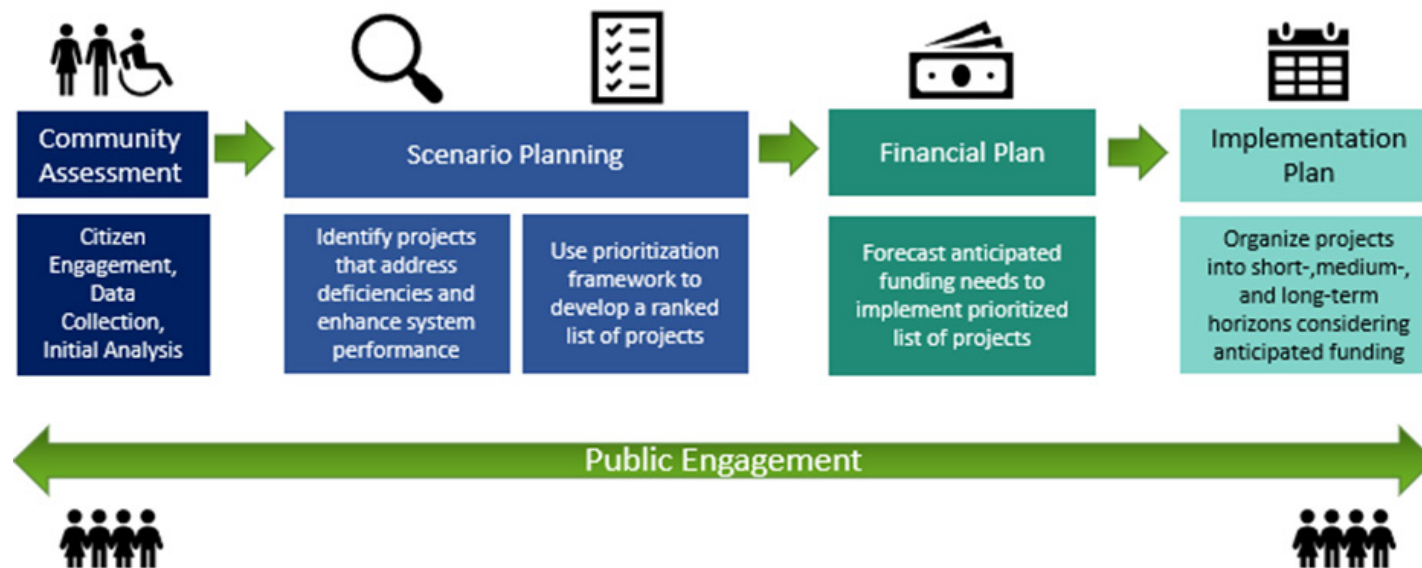 Community
Assessment
Scenario Planning
Financial Plan
Implementation
Plan
Citizen
Engagement,
Data
Collection,
Initial Analysis
Identify projects
that address
deficiencies and
enhance system
performance
Use prioritization
framework to
develop a ranked
list of projects
Forecast anticipated
funding needs to
implement prioritized
list of projects
Organize projects
into short-,medium-,
and long-term
horizons considering
anticipated funding
Public Engagement